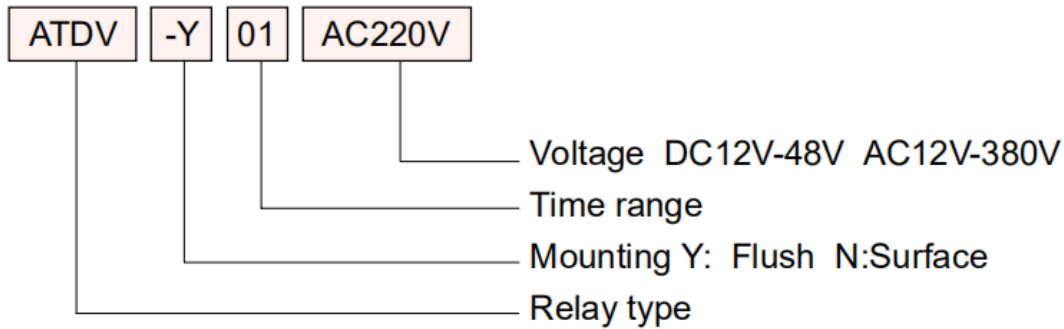 ATDV -Y 01 AC220V
Voltage DC12V-48V AC12V-380V
Time range
Mounting Y: Flush N:Surface
Relay type